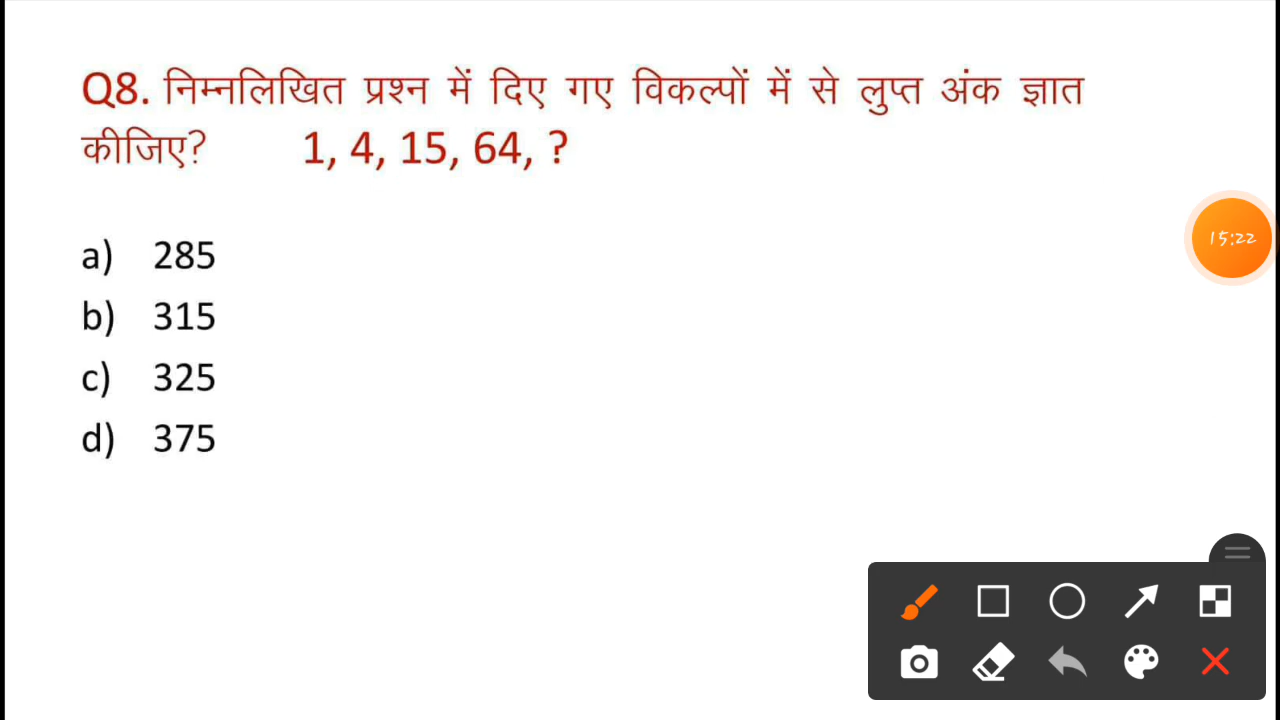 Q8. निम्नलिखित प्रश्न में दिए गए विकल्पों में से लुप्त अंक ज्ञात
कीजिए? 1, 4, 15, 64, ?
15:22
a) 285
b) 315
c) 325
d) 375